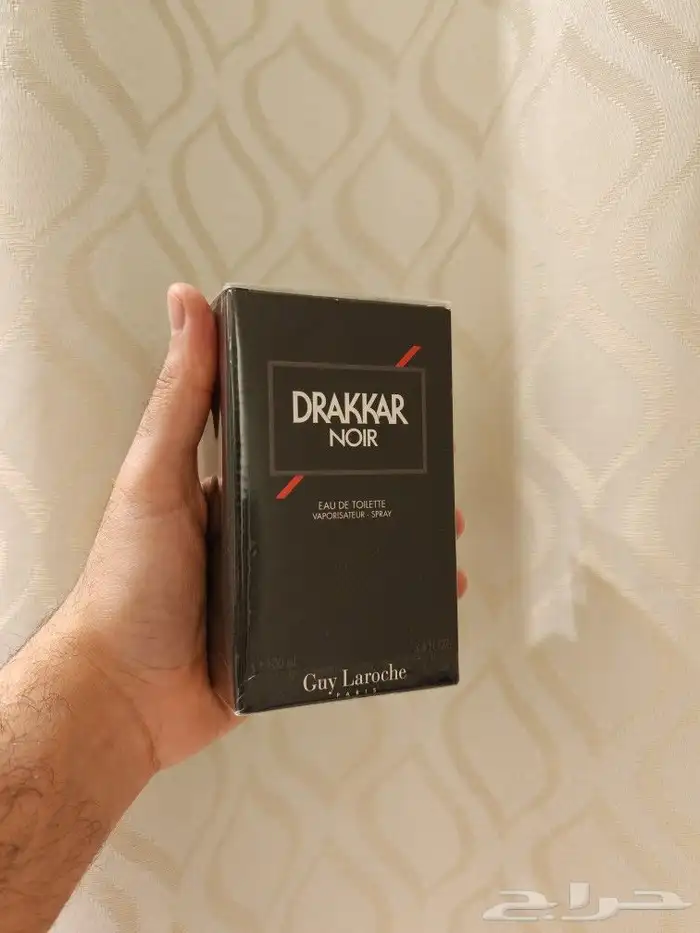 DRAKKAR
NOIR
EAU DE TOILETTE
VAPORISATEUR - SPRAY
Guy Laroche
PARIS
حراج